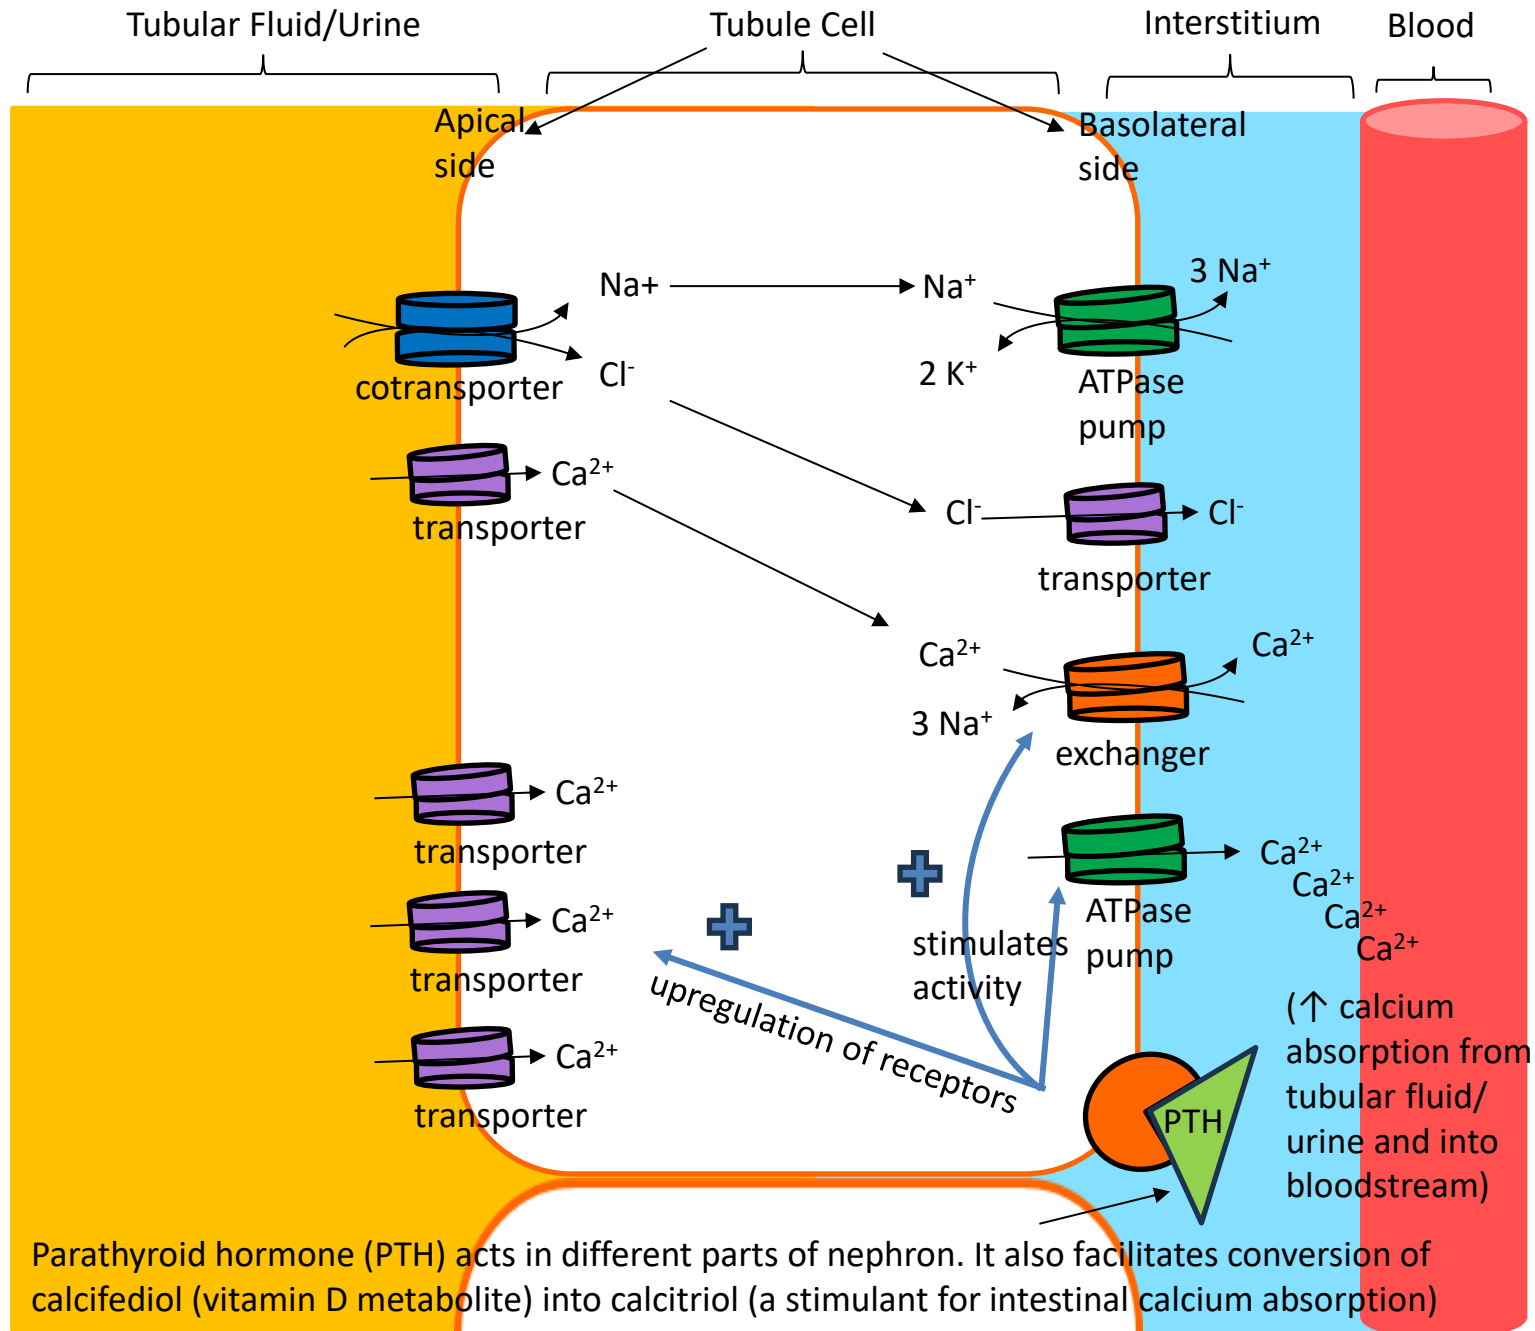 Tubular Fluid/Urine
Tubule Cell
Interstitium
Blood
Apical
side
Basolateral
side
Na+
Na⁺
3 Na⁺
cotransporter
Cl⁻
2 K⁺
ATPase
pump
Ca²⁺
transporter
Cl⁻
Cl⁻
transporter
Ca²⁺
Ca²⁺
3 Na⁺
exchanger
Ca²⁺
transporter
Ca²⁺
transporter
Ca²⁺
transporter
ATPase
pump
Ca²⁺
Ca²⁺
Ca²⁺
Ca²⁺
stimulates
activity
upregulation of receptors
(↑ calcium
absorption from
tubular fluid/
urine and into
bloodstream)
PTH
Parathyroid hormone (PTH) acts in different parts of nephron. It also facilitates conversion of
calcifediol (vitamin D metabolite) into calcitriol (a stimulant for intestinal calcium absorption)